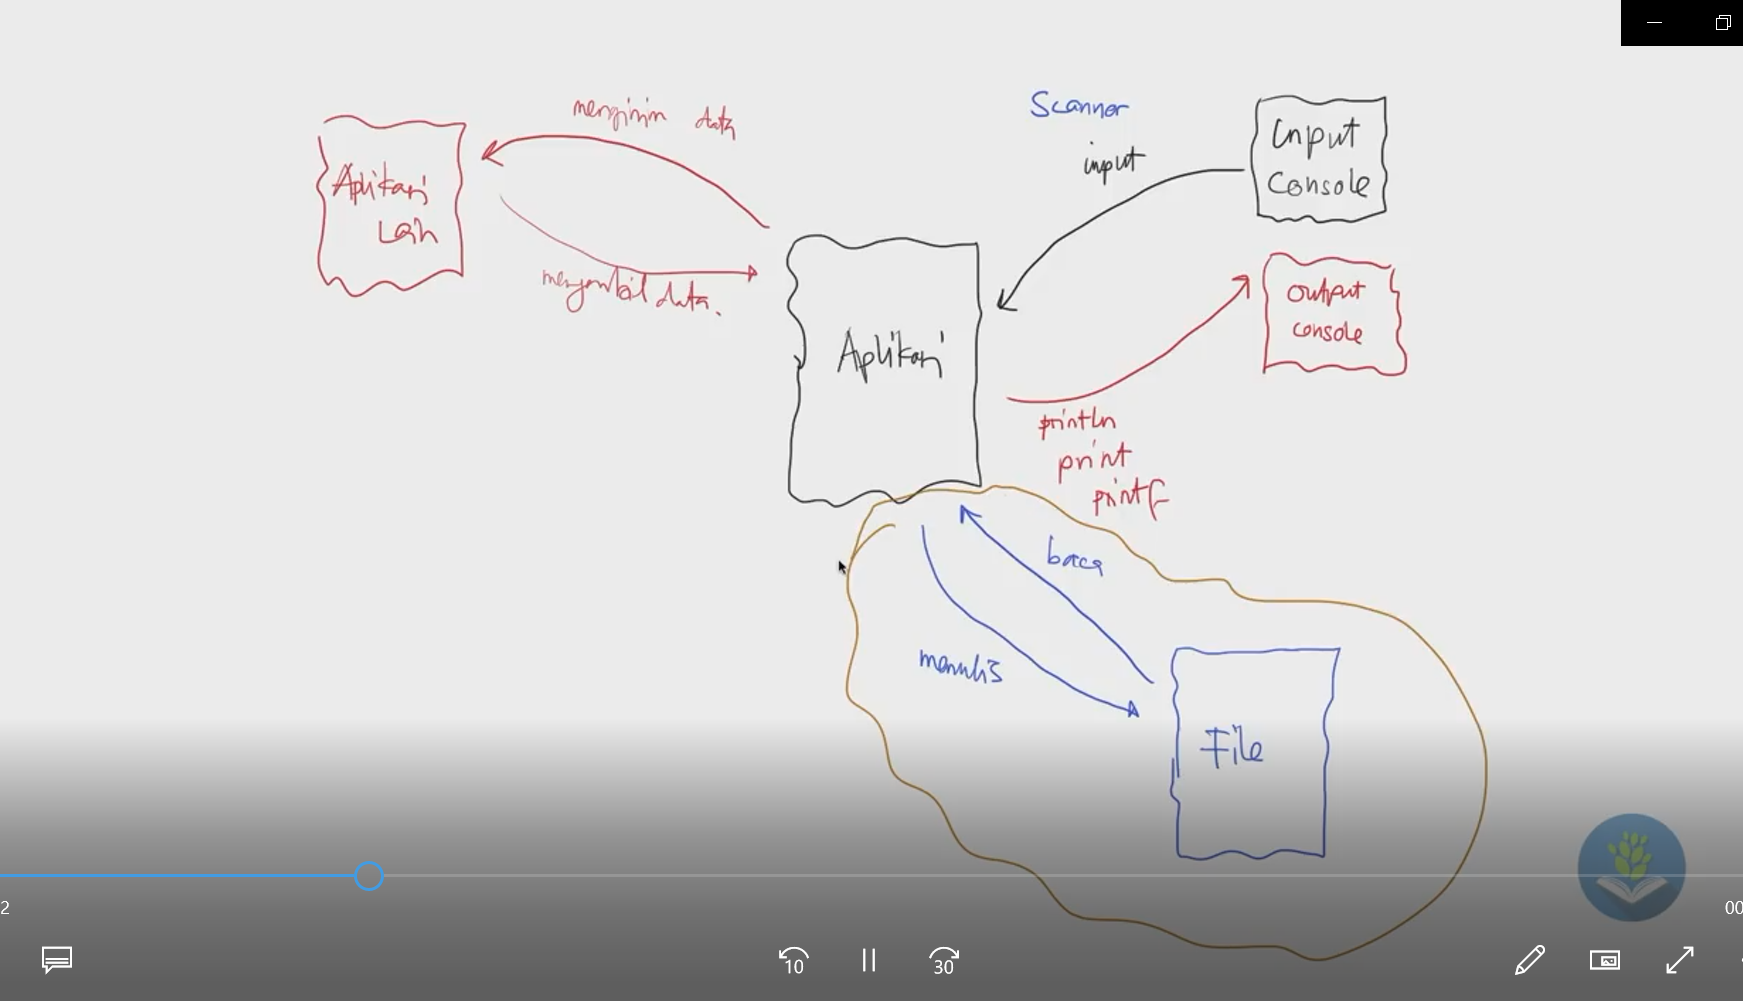 mengirim data
Aplikasi
Lain
mengambil data.
Scanner
input
Input
Console
output
console
Aplikasi
println
print
printf
baca
menulis
File
2
00
10
30